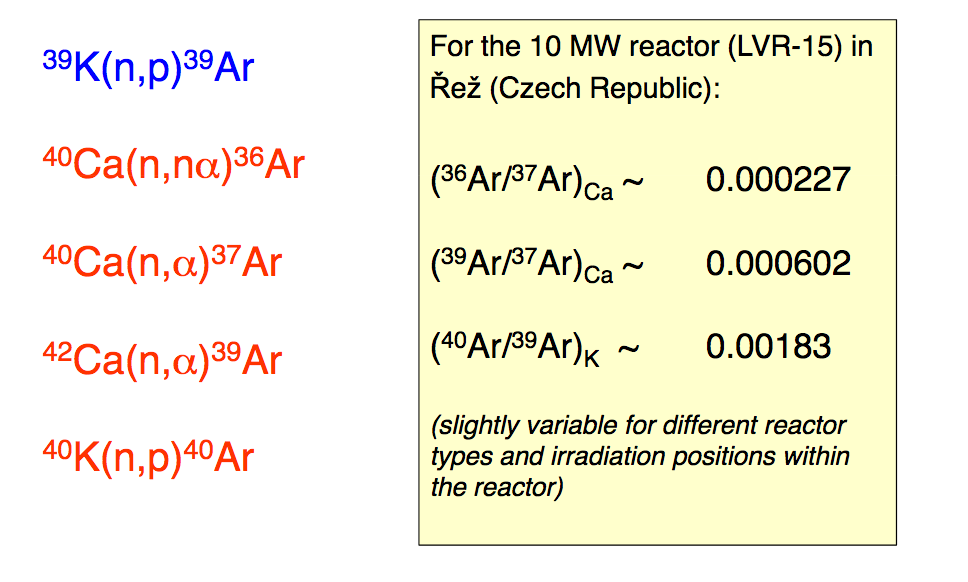 ³⁹K(n,p)³⁹Ar
⁴⁰Ca(n,nα)³⁶Ar
⁴⁰Ca(n,α)³⁷Ar
⁴²Ca(n,α)³⁹Ar
⁴⁰K(n,p)⁴⁰Ar
For the 10 MW reactor (LVR-15) in
Řež (Czech Republic):
(³⁶Ar/³⁷Ar)Ca ~ 0.000227
(³⁹Ar/³⁷Ar)Ca ~ 0.000602
(⁴⁰Ar/³⁹Ar)K ~ 0.00183
(slightly variable for different reactor
types and irradiation positions within
the reactor)